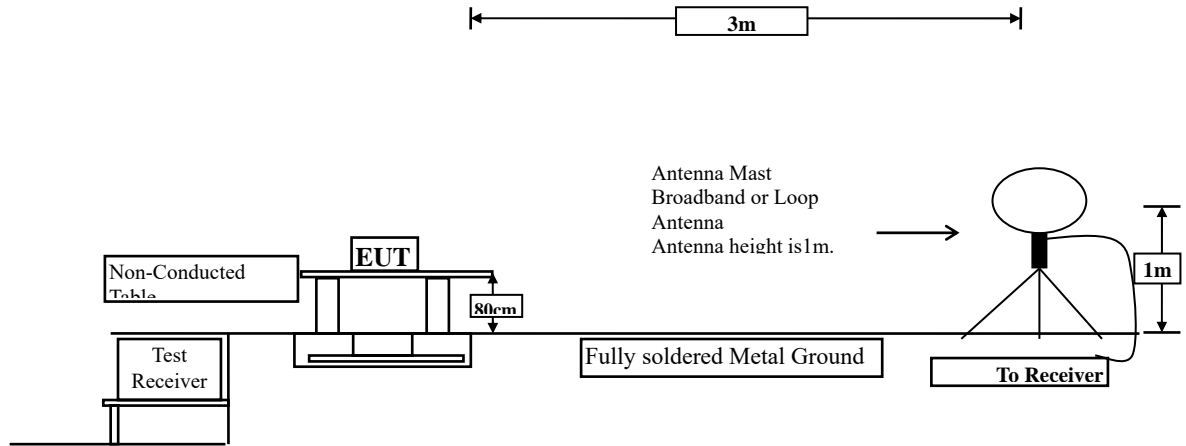 3m
Antenna Mast
Broadband or Loop
Antenna
Antenna height is1m.
EUT
Non-Conducted
Table
80cm
1m
Test
Receiver
Fully soldered Metal Ground
To Receiver